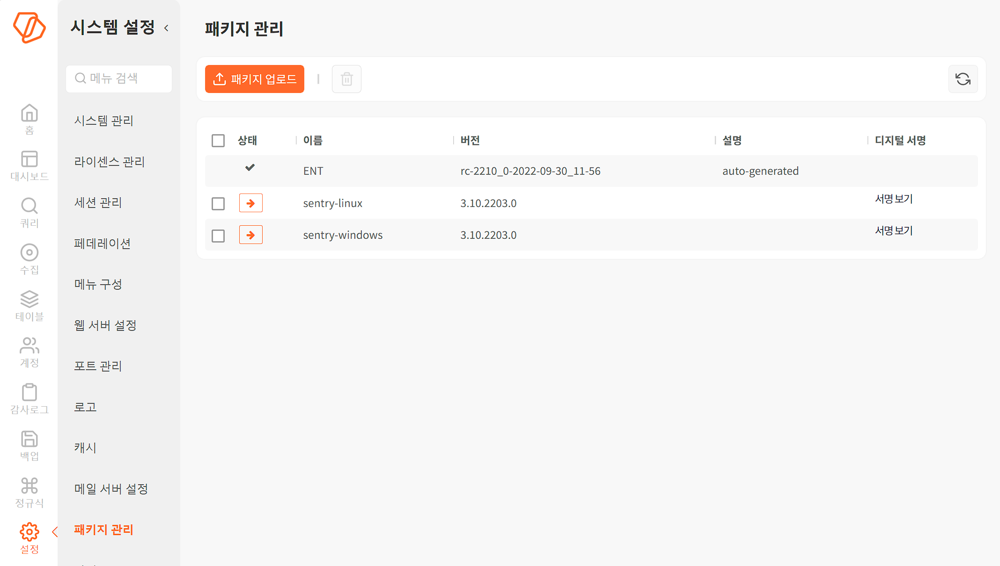 시스템 설정
메뉴 검색
시스템 관리
라이센스 관리
세션 관리
페데레이션
메뉴 구성
웹 서버 설정
포트 관리
로고
캐시
메일 서버 설정
패키지 관리
홈
대시보드
쿼리
수집
테이블
계정
감사로그
백업
정규식
설정
패키지 관리
패키지 업로드
상태 이름 버전 설명 디지털 서명
ENT rc-2210_0-2022-09-30_11-56 auto-generated
sentry-linux 3.10.2203.0 서명 보기
sentry-windows 3.10.2203.0 서명 보기